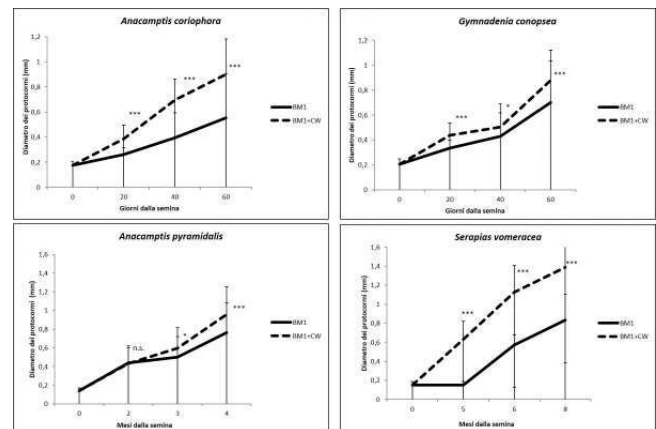 Anacamptis coriophora
Diametro dei protocormi (mm)
1,2
1
0,8
0,6
0,4
0,2
0
***
***
***
BM1
BM1+CW
0
20
40
60
Giorni dalla semina
Gymnadenia conopsea
Diametro dei protocormi (mm)
1,2
1
0,8
0,6
0,4
0,2
0
***
*
***
BM1
BM1+CW
0
20
40
60
Giorni dalla semina
Anacamptis pyramidalis
Diametro dei protocormi (mm)
1,6
1,4
1,2
1
0,8
0,6
0,4
0,2
0
n.s.
*
***
BM1
BM1+CW
0
2
3
4
Mesi dalla semina
Serapias vomeracea
Diametro dei protocormi (mm)
1,6
1,4
1,2
1
0,8
0,6
0,4
0,2
0
***
***
***
BM1
BM1+CW
0
5
6
8
Mesi dalla semina